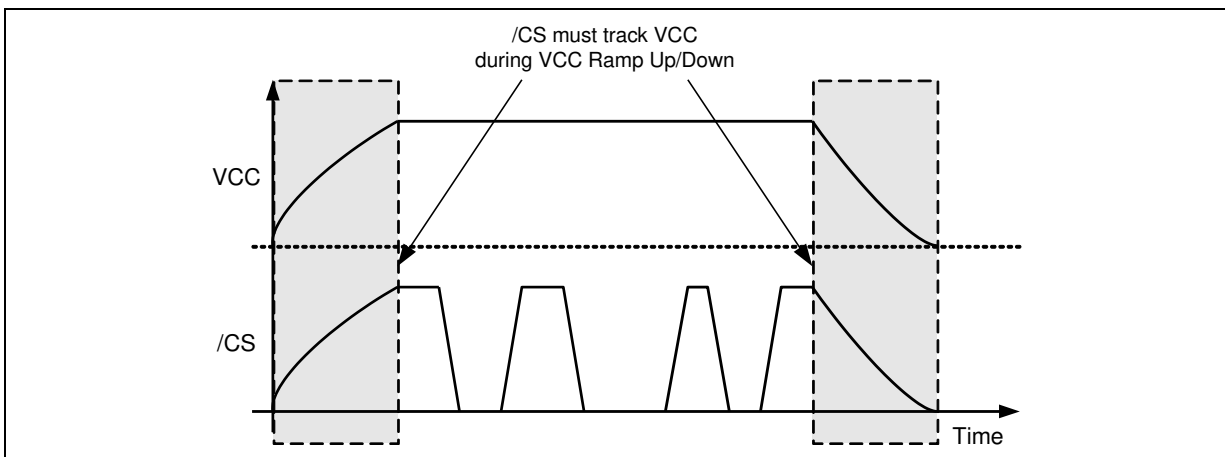 /CS must track VCC
during VCC Ramp Up/Down
VCC
/CS
Time